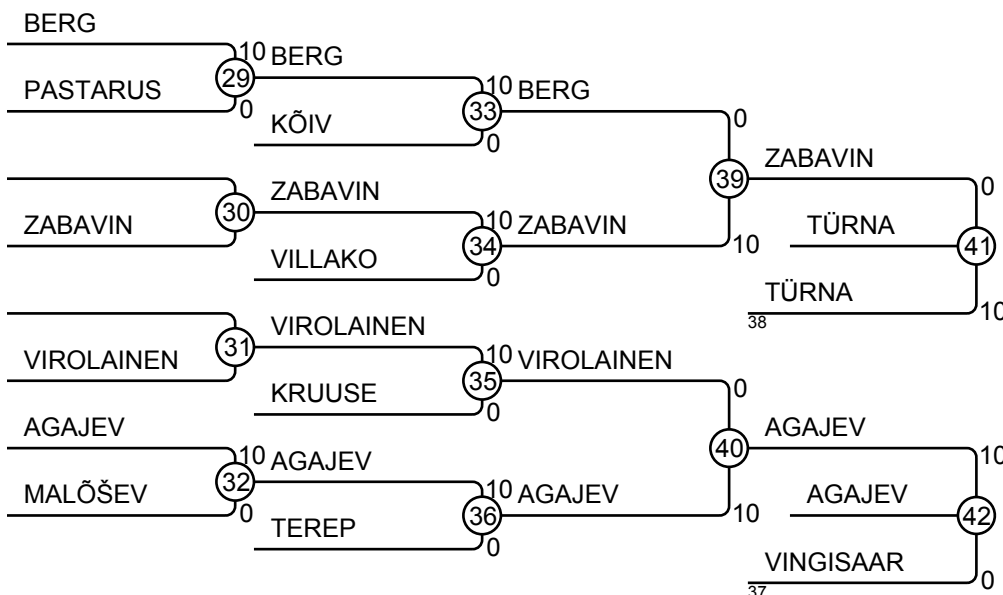 BERG
10 BERG
29
10 BERG
PASTARUS
33
0
0
KÕIV
0
ZABAVIN
39
ZABAVIN
0
30
10 ZABAVIN
TÜRNA
ZABAVIN
34
10
41
VILLAKO
0
TÜRNA
38
10
VIROLAINEN
31
10 VIROLAINEN
VIROLAINEN
35
0
KRUUSE
0
AGAJEV
40
AGAJEV
10
10 AGAJEV
32
10 AGAJEV
AGAJEV
MALÕŠEV
36
10
42
0
TEREP
0
VINGISAAR
37
0